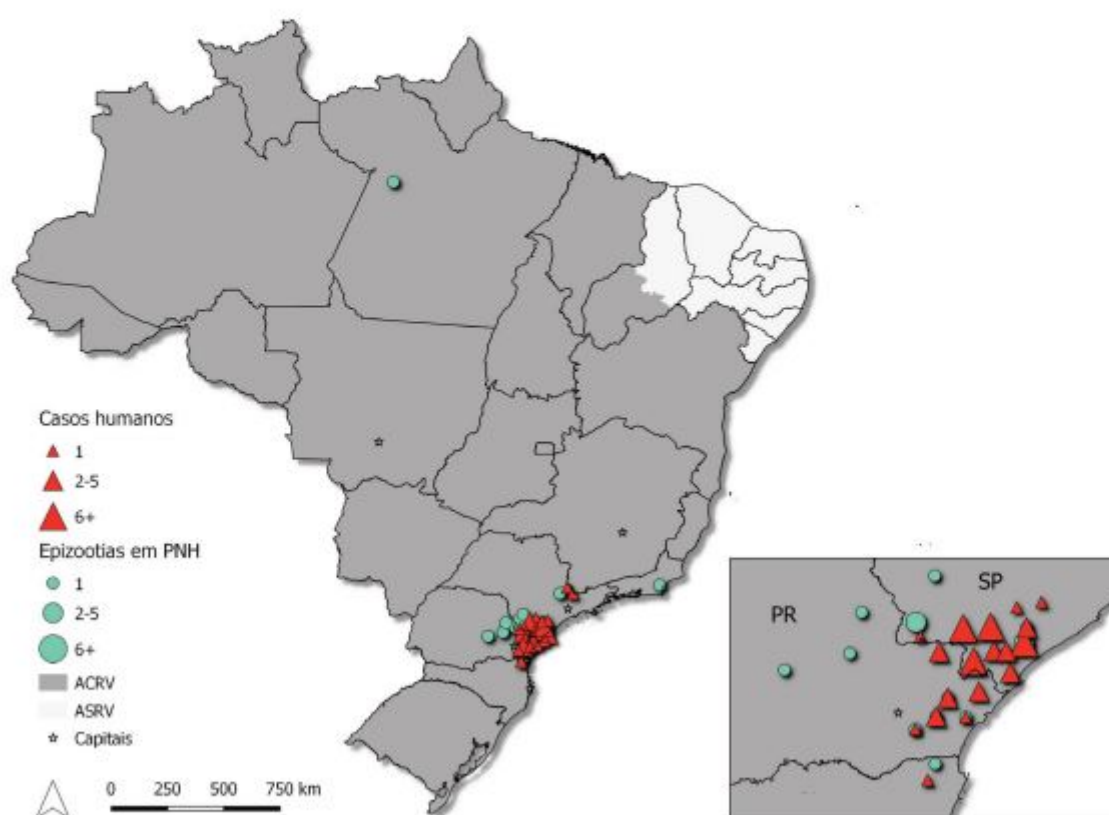 Casos humanos
1
2-5
6+
Epizootias em PNH
1
2-5
6+
ACRV
ASRV
Capitais
0 250 500 750 km
SP
PR